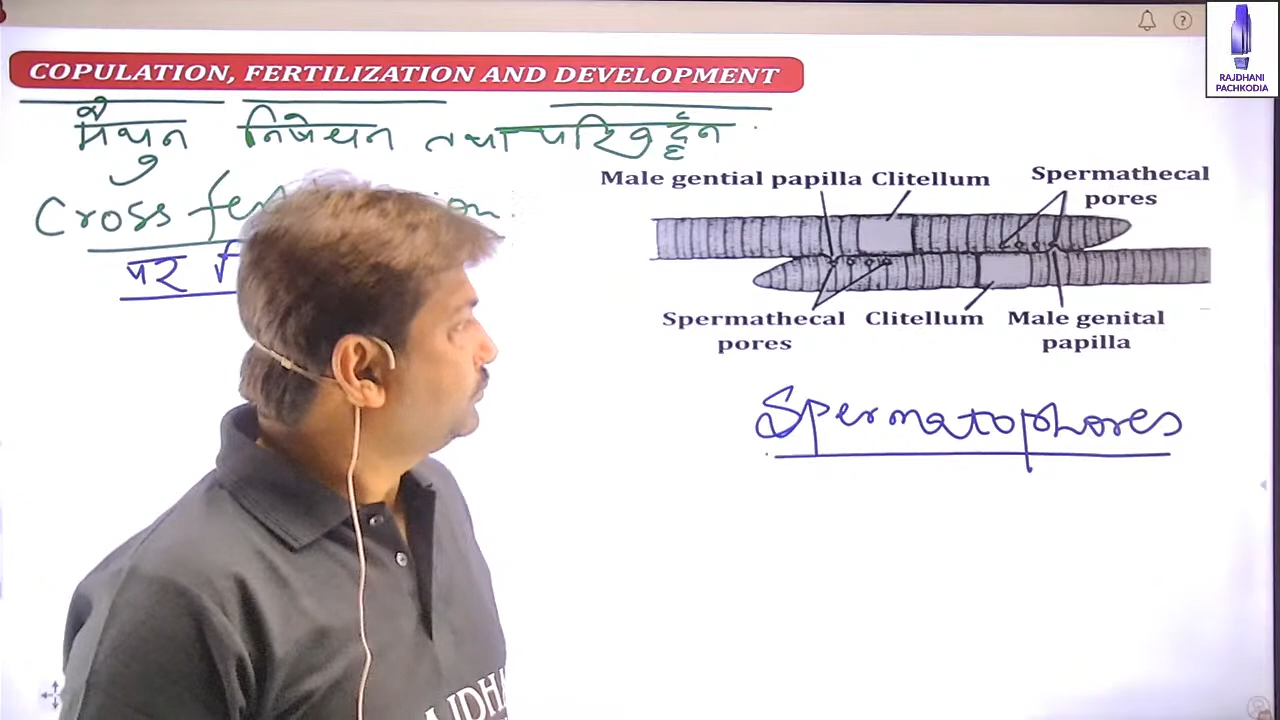 COPULATION, FERTILIZATION AND DEVELOPMENT
मैथुन निषेचन तथा परिवर्द्धन
Cross
पर
Male gential papilla Clitellum Spermathecal pores
Spermathecal pores Clitellum Male genital papilla
Spermatophores
RAJDHANI
PACHKODIA